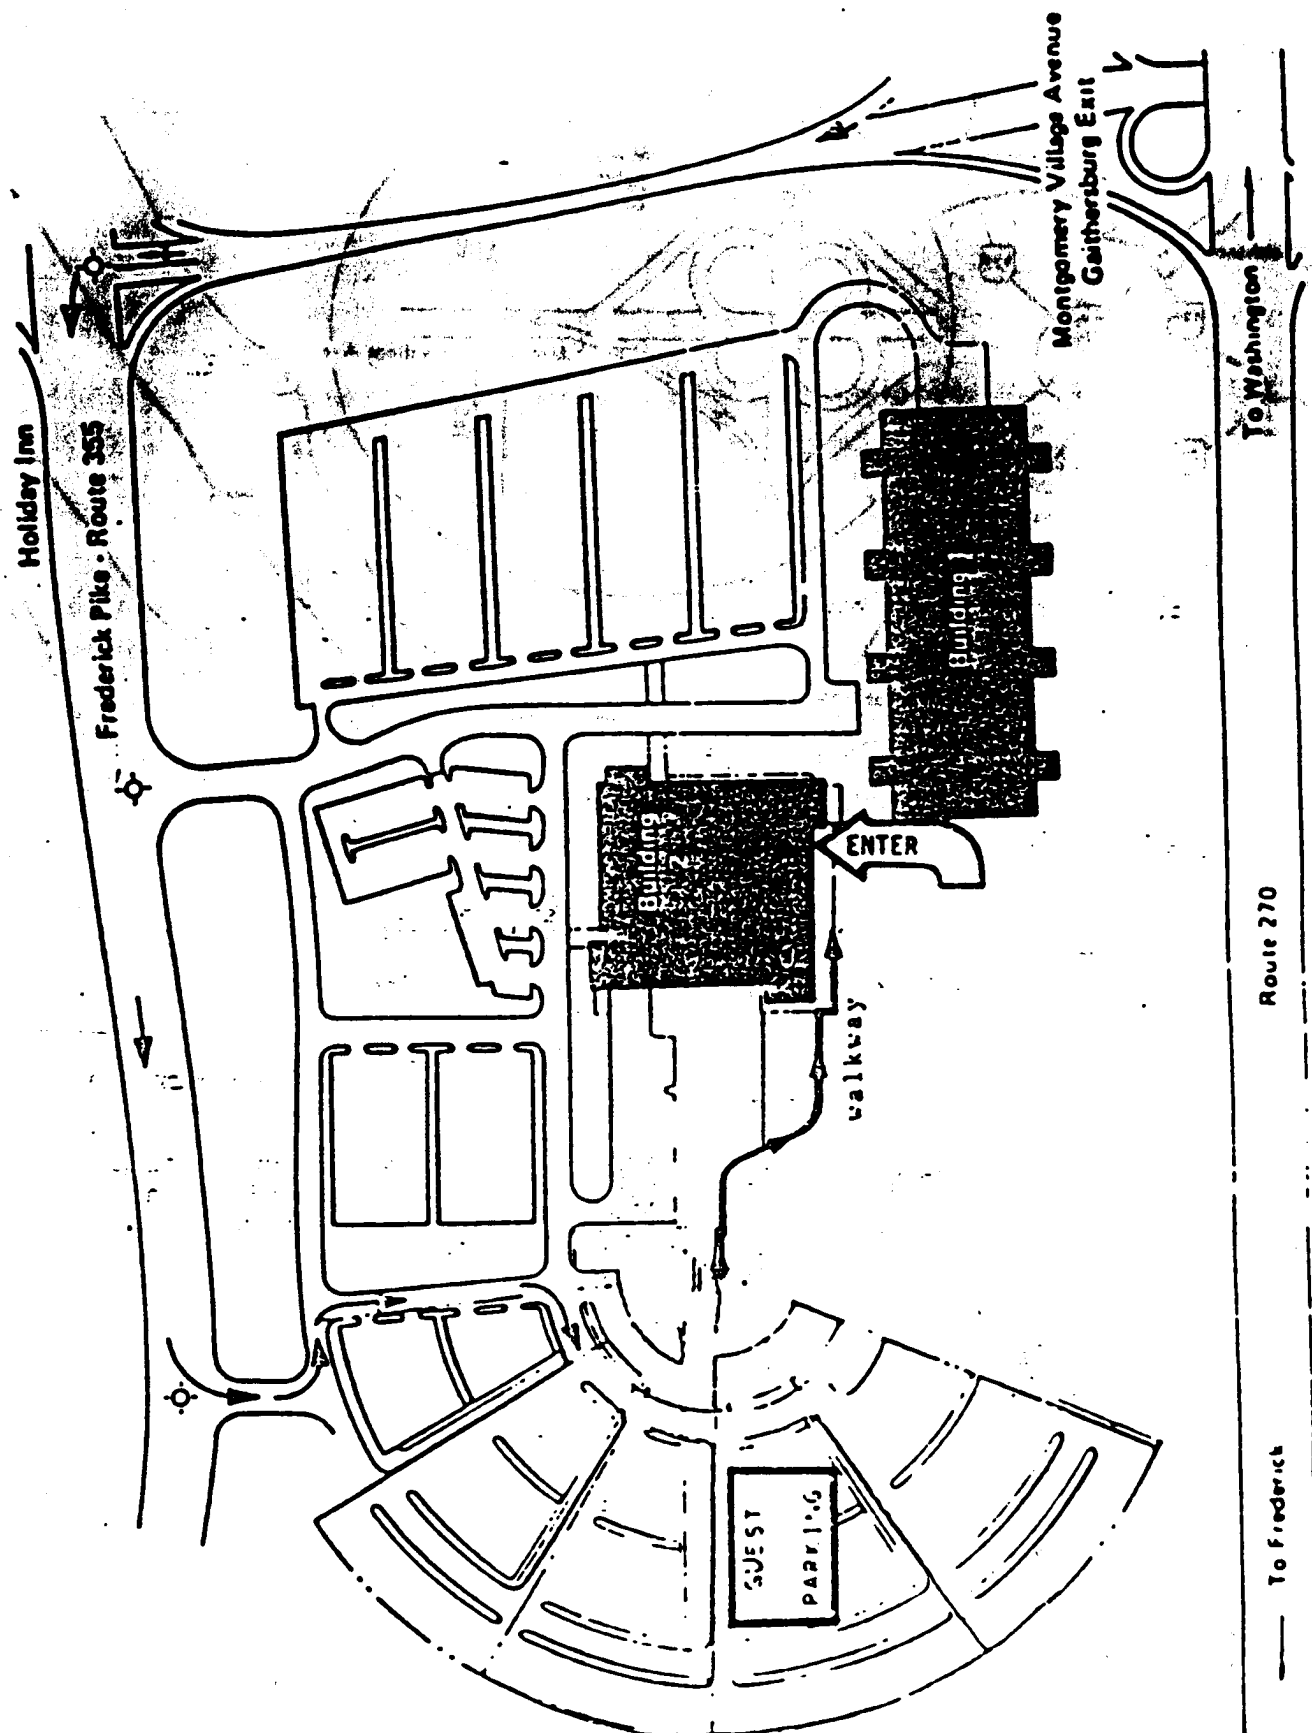 Holiday Inn
Frederick Pike - Route 355
Montgomery Village Avenue
Gaithersburg Exit
To Washington
Building 1
Building
2
ENTER
walkway
Route 270
GUEST
PARKING
To Frederick